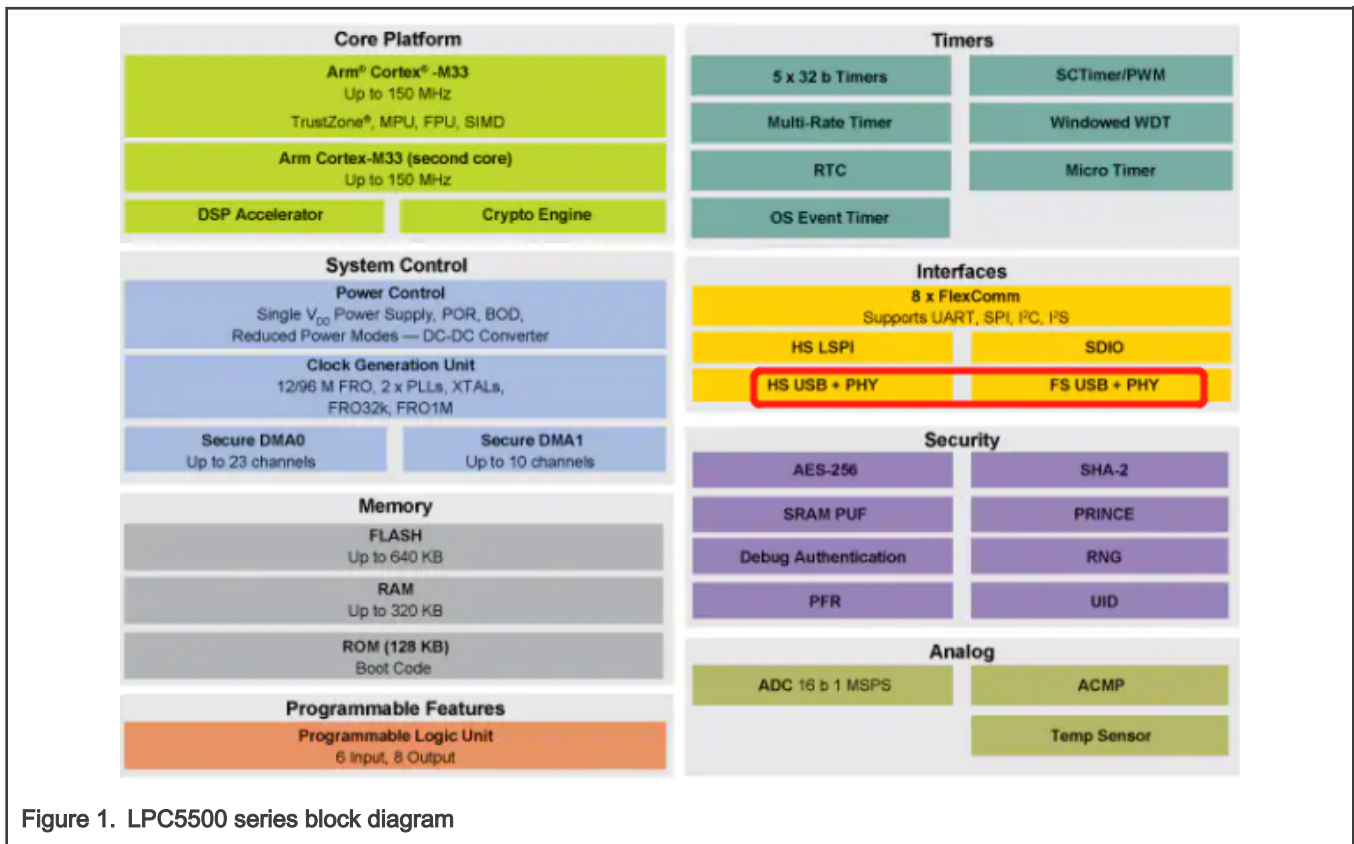 Core Platform
Arm® Cortex® -M33
Up to 150 MHz
TrustZone®, MPU, FPU, SIMD
Arm Cortex-M33 (second core)
Up to 150 MHz
DSP Accelerator
Crypto Engine
System Control
Power Control
Single VDD Power Supply, POR, BOD,
Reduced Power Modes — DC-DC Converter
Clock Generation Unit
12/96 M FRO, 2 x PLLs, XTALs,
FRO32k, FRO1M
Secure DMA0
Up to 23 channels
Secure DMA1
Up to 10 channels
Memory
FLASH
Up to 640 KB
RAM
Up to 320 KB
ROM (128 KB)
Boot Code
Programmable Features
Programmable Logic Unit
6 Input, 8 Output
Timers
5 x 32 b Timers
SCTimer/PWM
Multi-Rate Timer
Windowed WDT
RTC
Micro Timer
OS Event Timer
Interfaces
8 x FlexComm
Supports UART, SPI, I²C, I²S
HS LSPI
SDIO
HS USB + PHY
FS USB + PHY
Security
AES-256
SHA-2
SRAM PUF
PRINCE
Debug Authentication
RNG
PFR
UID
Analog
ADC 16 b 1 MSPS
ACMP
Temp Sensor
Figure 1. LPC5500 series block diagram